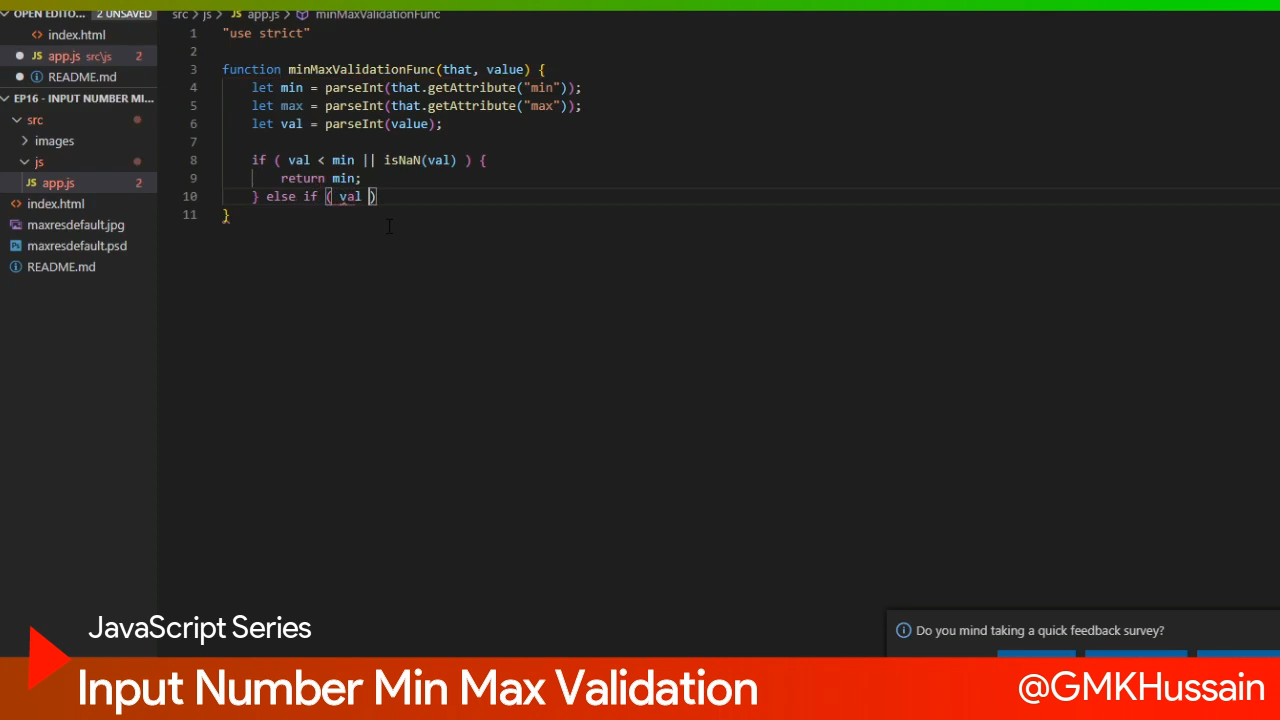 OPEN EDITO... 2 UNSAVED
index.html
app.js src\js 2
README.md
EP16 - INPUT NUMBER MI...
src
images
js
app.js 2
index.html
maxresdefault.jpg
maxresdefault.psd
README.md
src > js > JS app.js > minMaxValidationFunc
1 "use strict"
2
3 function minMaxValidationFunc(that, value) {
4 let min = parseInt(that.getAttribute("min"));
5 let max = parseInt(that.getAttribute("max"));
6 let val = parseInt(value);
7
8 if ( val < min || isNaN(val) ) {
9 return min;
10 } else if ( val )
11 }
Do you mind taking a quick feedback survey?
JavaScript Series
Input Number Min Max Validation
@GMKHussain